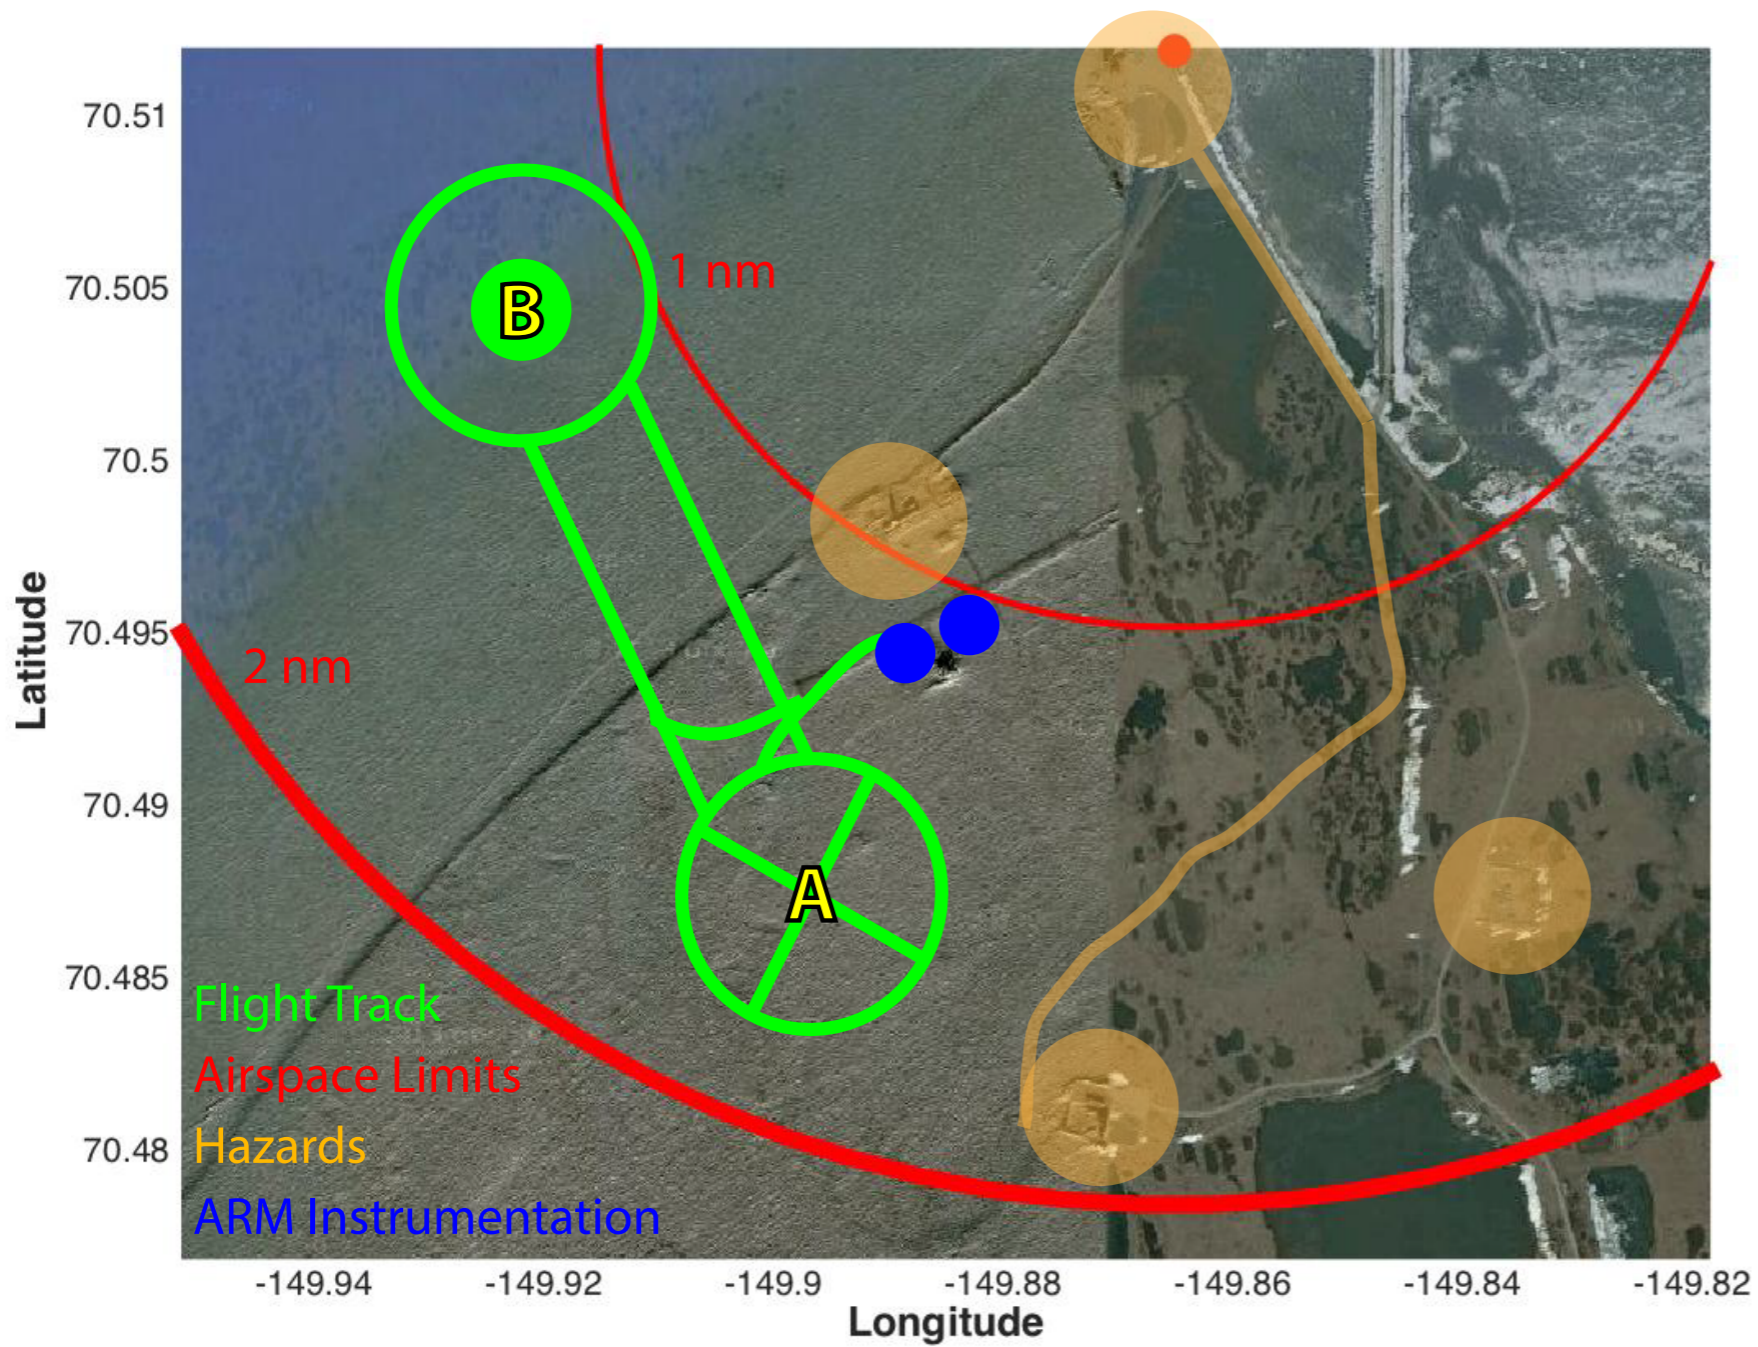 70.51
70.505
70.5
70.495
70.49
70.485
70.48
Latitude
B
1 nm
2 nm
A
Flight Track
Airspace Limits
Hazards
ARM Instrumentation
-149.94
-149.92
-149.9
-149.88
-149.86
-149.84
-149.82
Longitude